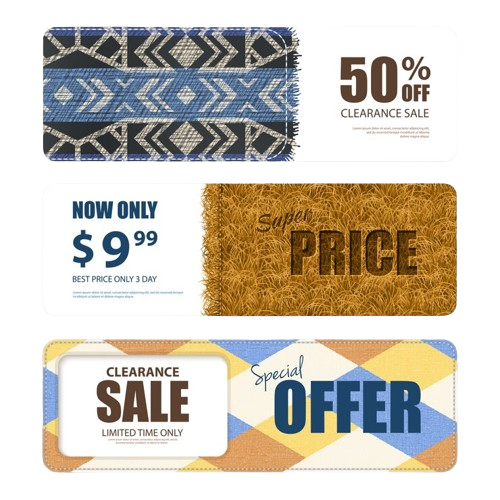 50% OFF
CLEARANCE SALE
NOW ONLY
$9.99
BEST PRICE ONLY 3 DAY
Super
PRICE
CLEARANCE
SALE
LIMITED TIME ONLY
Special
OFFER